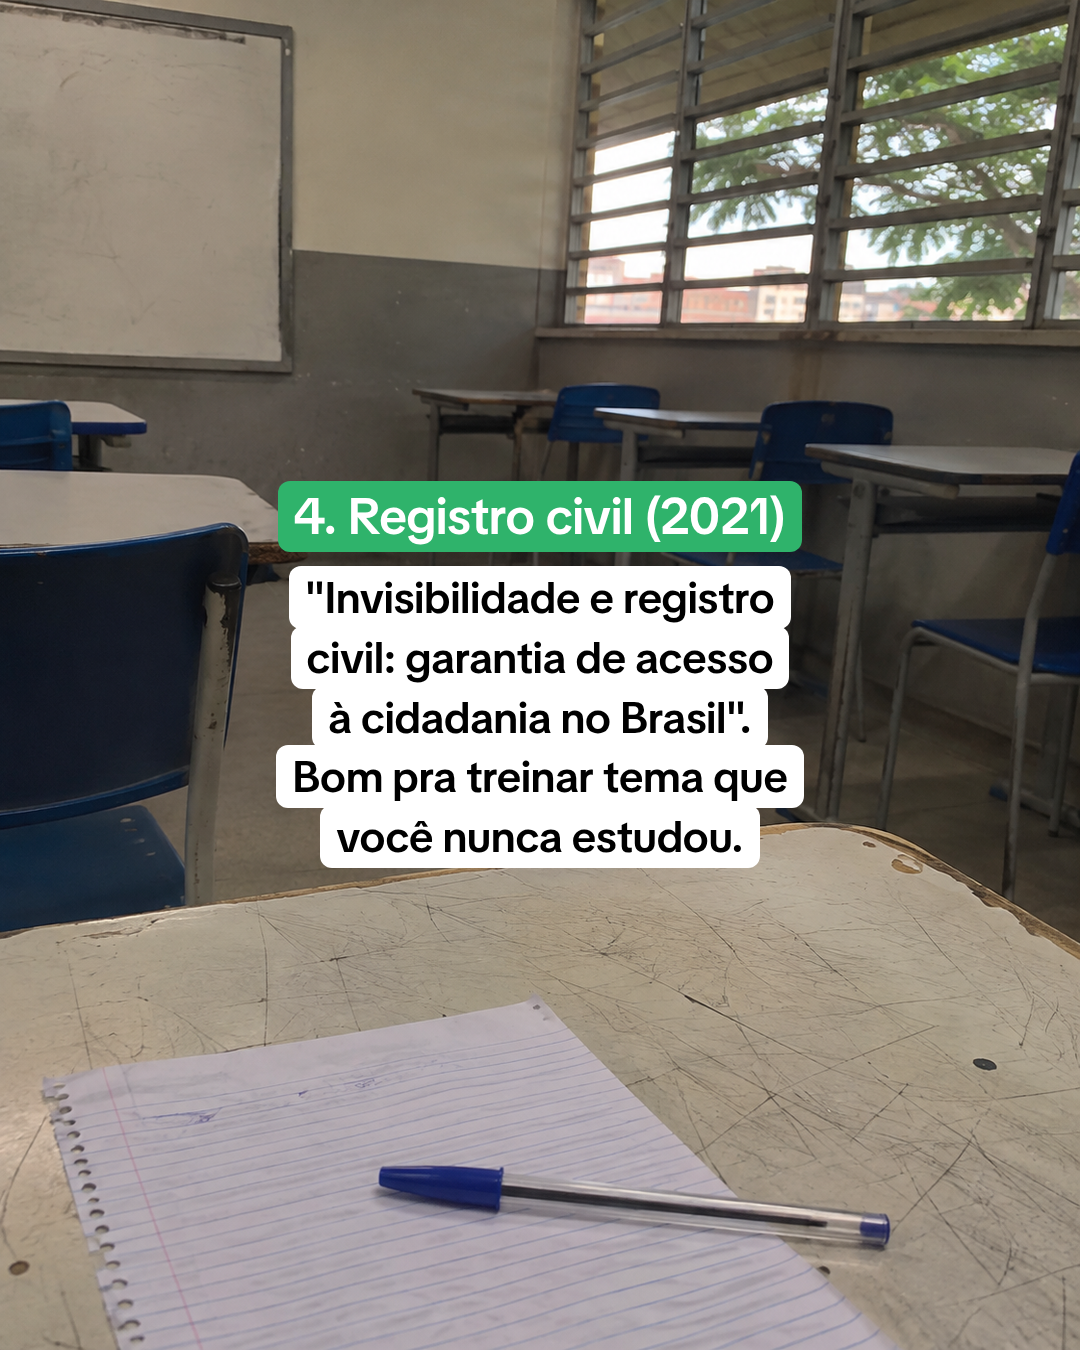 4. Registro civil (2021)
"Invisibilidade e registro
civil: garantia de acesso
à cidadania no Brasil".
Bom pra treinar tema que
você nunca estudou.